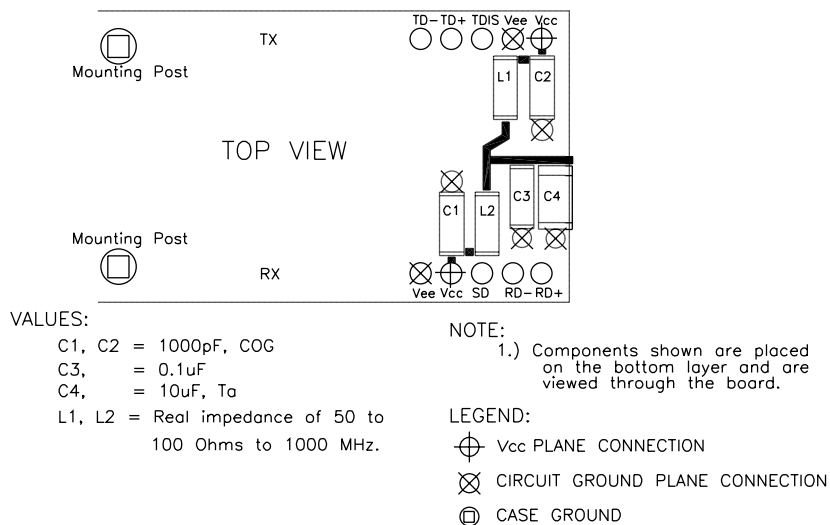 TD- TD+ TDIS Vee Vcc
TX
Mounting Post
L1 C2
TOP VIEW
C3 C4
C1 L2
Mounting Post
RX
Vee Vcc SD RD- RD+
VALUES:
C1, C2 = 1000pF, COG
C3, = 0.1uF
C4, = 10uF, Ta
L1, L2 = Real impedance of 50 to
100 Ohms to 1000 MHz.
NOTE:
1.) Components shown are placed
on the bottom layer and are
viewed through the board.
LEGEND:
Vcc PLANE CONNECTION
CIRCUIT GROUND PLANE CONNECTION
CASE GROUND